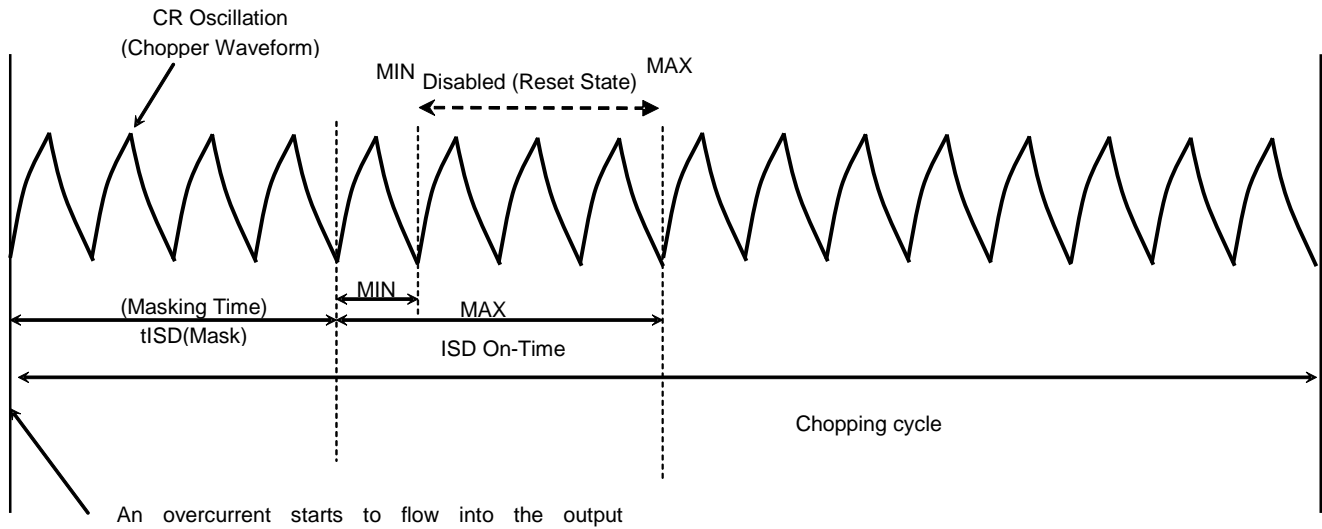 CR Oscillation
(Chopper Waveform)
MIN
Disabled (Reset State)
MAX
MIN
(Masking Time)
MAX
tISD(Mask)
ISD On-Time
Chopping cycle
An overcurrent starts to flow into the output